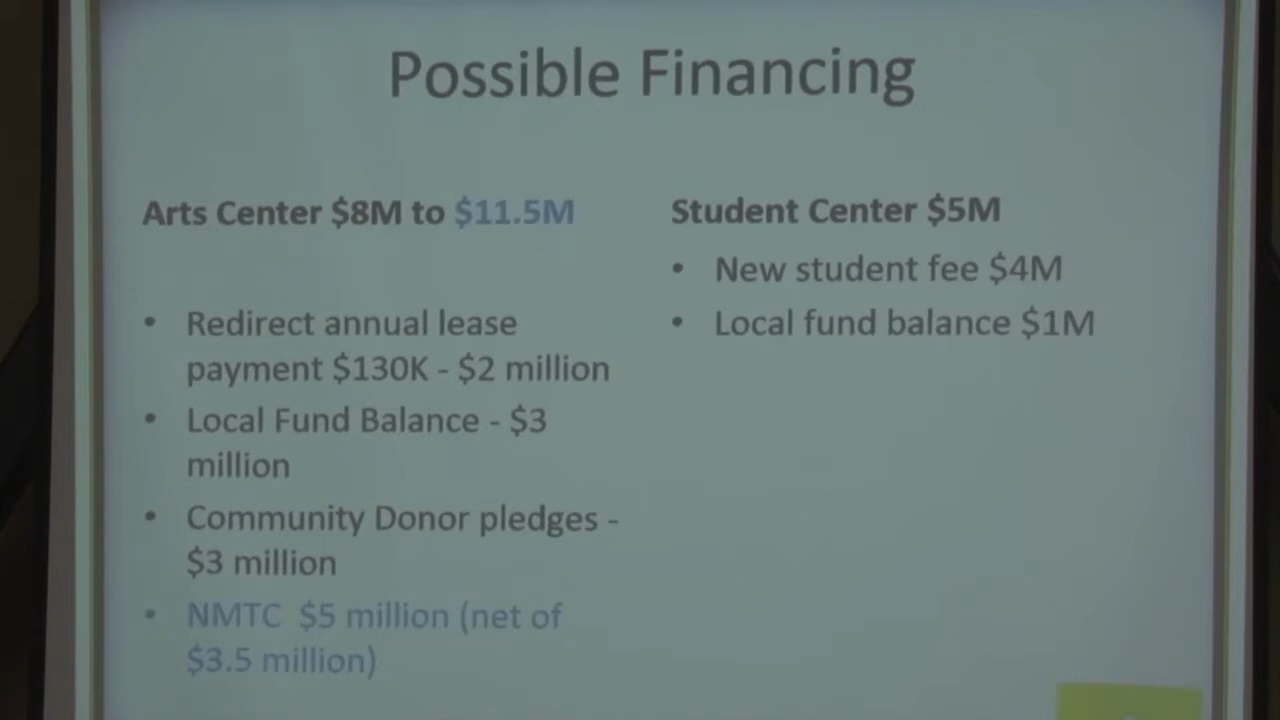 Possible Financing
Arts Center $8M to $11.5M
• Redirect annual lease
payment $130K - $2 million
• Local Fund Balance - $3
million
• Community Donor pledges -
$3 million
• NMTC $5 million (net of
$3.5 million)
Student Center $5M
• New student fee $4M
• Local fund balance $1M